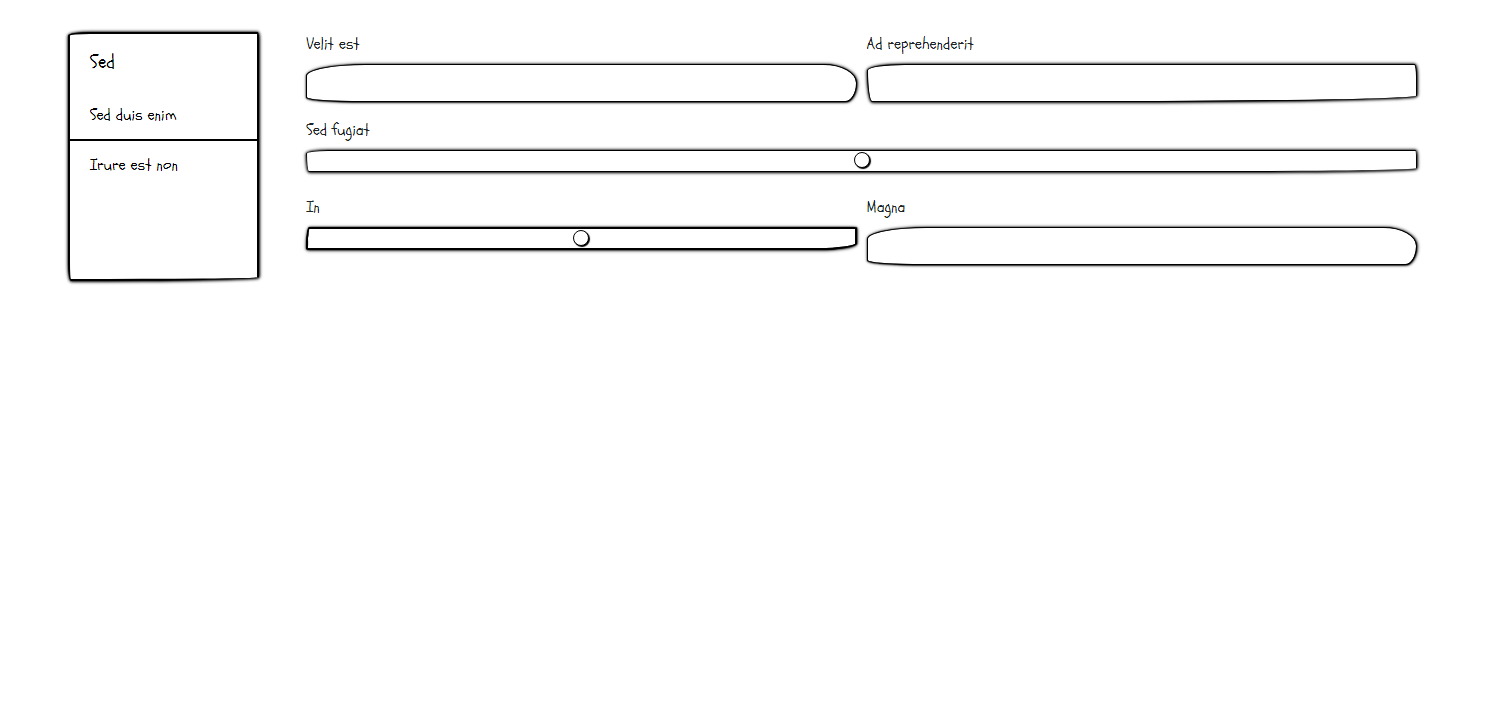 Sed
Sed duis enim
Irure est non
Velit est
Ad reprehenderit
Sed fugiat
In
Magna